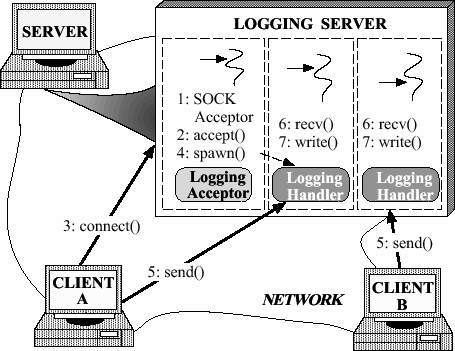 LOGGING SERVER
SERVER
1: SOCK
Acceptor
2: accept()
4: spawn()
Logging
Acceptor
6: recv()
7: write()
Logging
Handler
6: recv()
7: write()
Logging
Handler
3: connect()
5: send()
5: send()
CLIENT
A
NETWORK
CLIENT
B